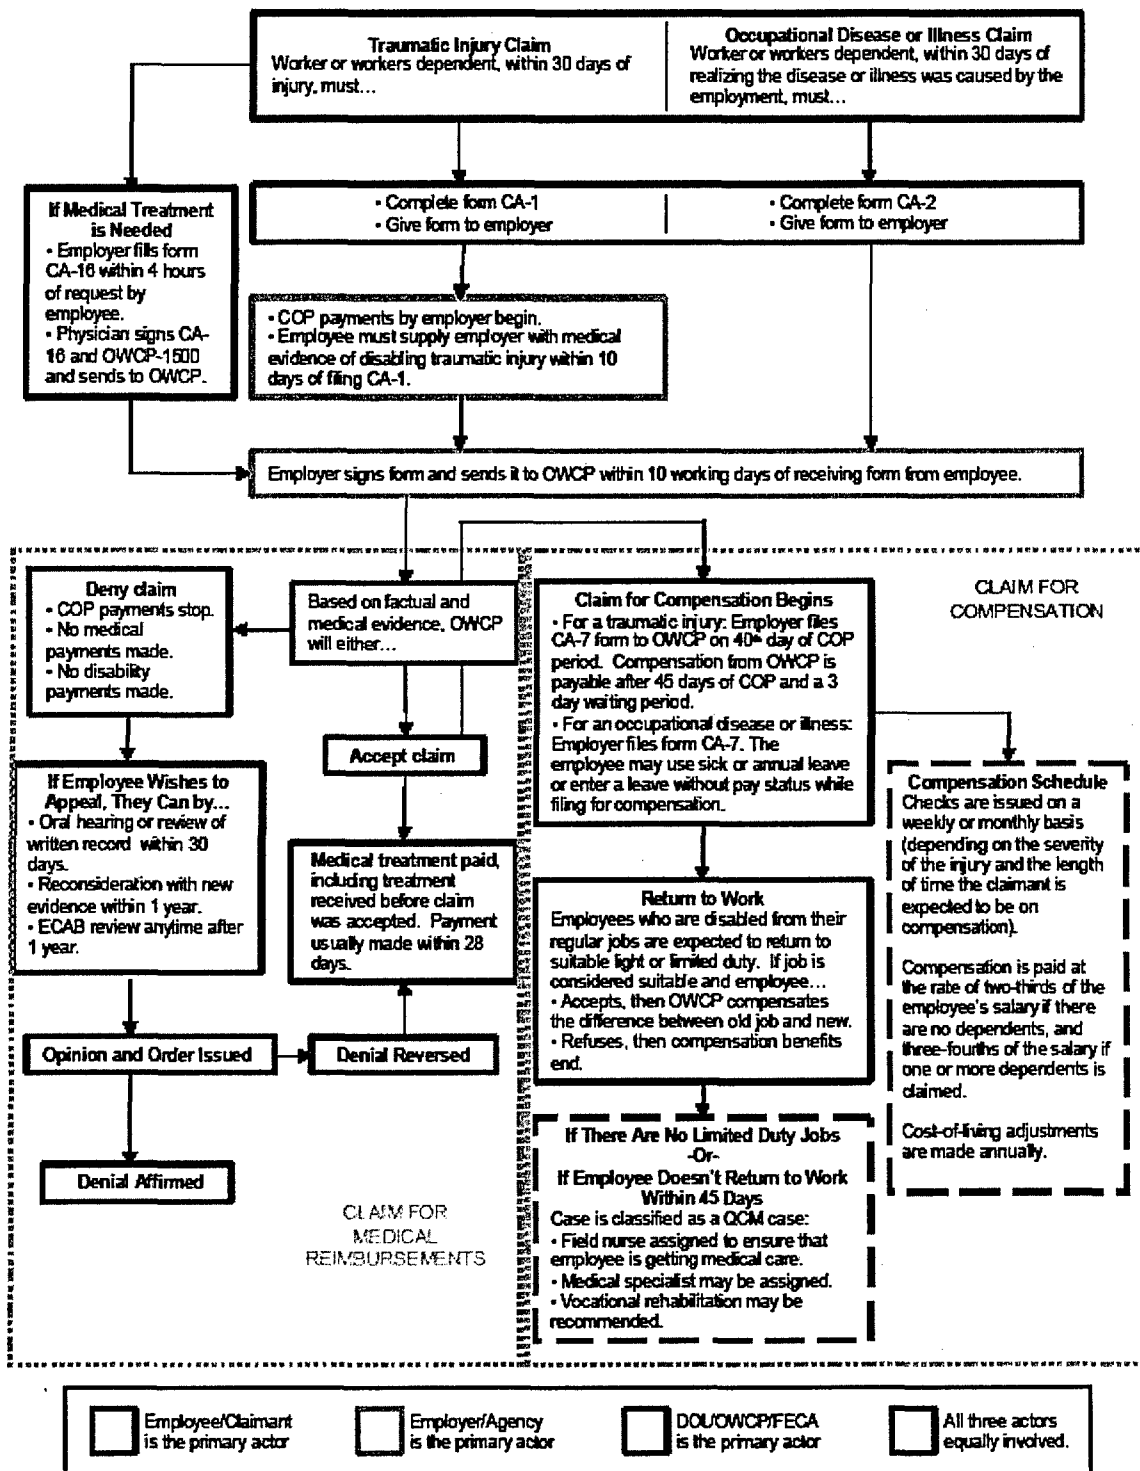 Traumatic Injury Claim
Worker or workers dependent, within 30 days of
injury, must...
Occupational Disease or Illness Claim
Worker or workers dependent, within 30 days of
realizing the disease or illness was caused by the
employment, must...
If Medical Treatment
is Needed
• Employer fills form
CA-16 within 4 hours
of request by
employee.
• Physician signs CA-
16 and OWCP-1500
and sends to OWCP.
• Complete form CA-1
• Give form to employer
• Complete form CA-2
• Give form to employer
• COP payments by employer begin.
• Employee must supply employer with medical
evidence of disabling traumatic injury within 10
days of filing CA-1.
Employer signs form and sends it to OWCP within 10 working days of receiving form from employee.
Deny claim
• COP payments stop.
• No medical
payments made.
• No disability
payments made.
Based on factual and
medical evidence, OWCP
will either...
Accept claim
If Employee Wishes to
Appeal, They Can by...
• Oral hearing or review of
written record within 30
days.
• Reconsideration with new
evidence within 1 year.
• ECAB review anytime after
1 year.
Medical treatment paid,
including treatment
received before claim
was accepted. Payment
usually made within 28
days.
Opinion and Order Issued
Denial Reversed
Denial Affirmed
CLAIM FOR
MEDICAL
REIMBURSEMENTS
CLAIM FOR
COMPENSATION
Claim for Compensation Begins
• For a traumatic injury: Employer files
CA-7 form to OWCP on 40th day of COP
period. Compensation from OWCP is
payable after 45 days of COP and a 3
day waiting period.
• For an occupational disease or illness:
Employer files form CA-7. The
employee may use sick or annual leave
or enter a leave without pay status while
filing for compensation.
Return to Work
Employees who are disabled from their
regular jobs are expected to return to
suitable light or limited duty. If job is
considered suitable and employee...
• Accepts, then OWCP compensates
the difference between old job and new.
• Refuses, then compensation benefits
end.
If There Are No Limited Duty Jobs
-Or-
If Employee Doesn't Return to Work
Within 45 Days
Case is classified as a QCM case:
• Field nurse assigned to ensure that
employee is getting medical care.
• Medical specialist may be assigned.
• Vocational rehabilitation may be
recommended.
Compensation Schedule
Checks are issued on a
weekly or monthly basis
(depending on the severity
of the injury and the length
of time the claimant is
expected to be on
compensation).
Compensation is paid at
the rate of two-thirds of the
employee's salary if there
are no dependents, and
three-fourths of the salary if
one or more dependents is
claimed.
Cost-of-living adjustments
are made annually.
Employee/Claimant
is the primary actor
Employer/Agency
is the primary actor
DOL/OWCP/FECA
is the primary actor
All three actors
equally involved.